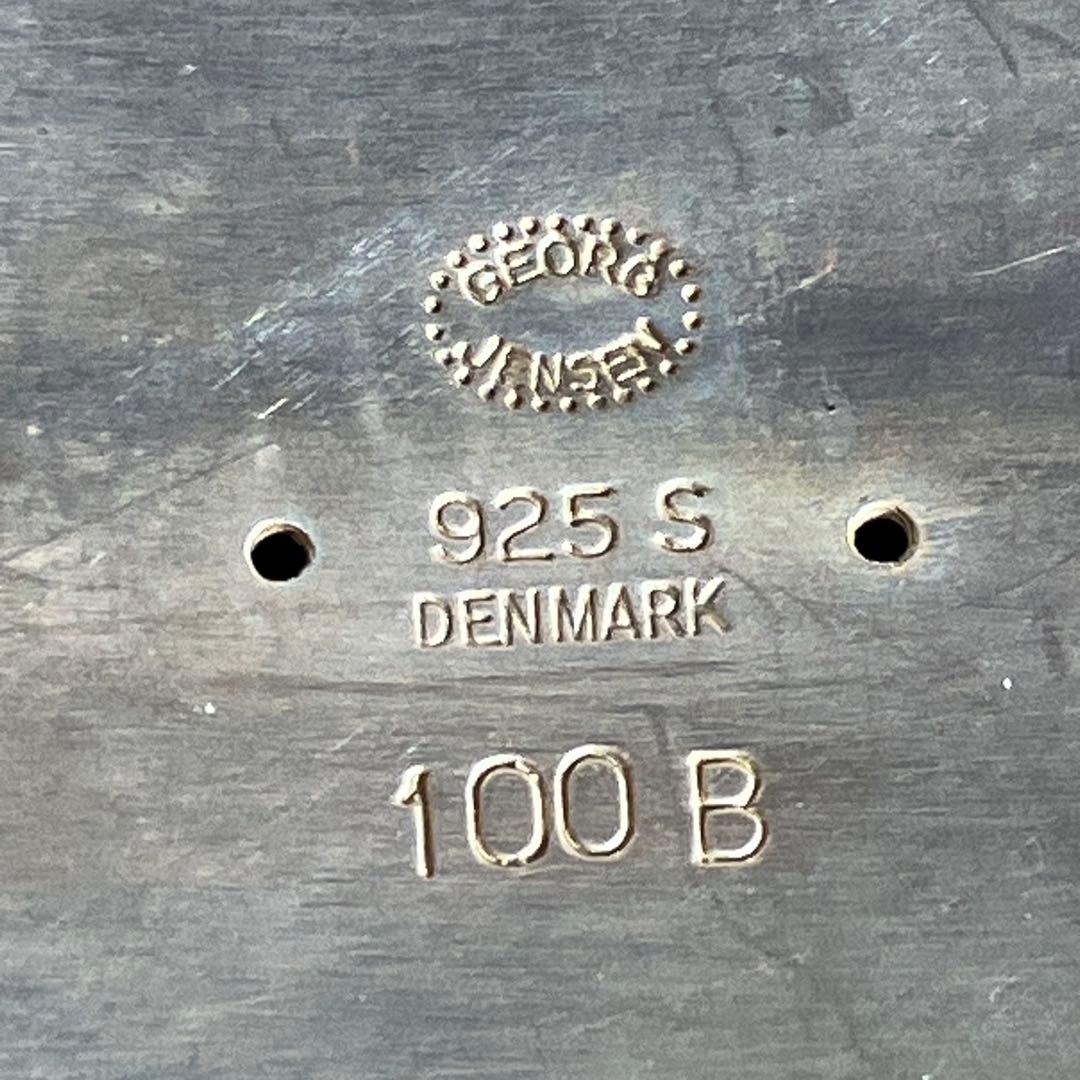 GEORG
JENSEN
925 S
DENMARK
100 B